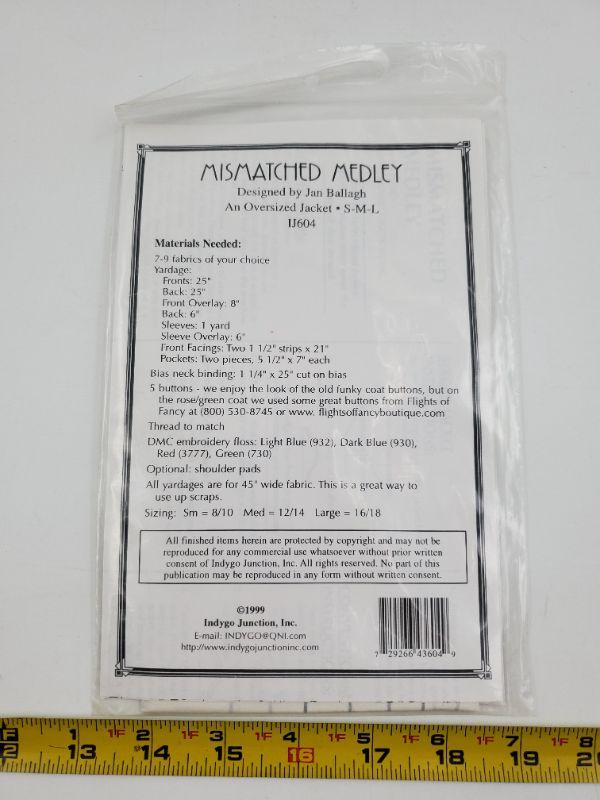 MISMATCHED MEDLEY
Designed by Jan Ballagh
An Oversized Jacket • S-M-L
IJ604
Materials Needed:
7-9 fabrics of your choice
Yardage:
Fronts: 25"
Back: 25"
Front Overlay: 8"
Back: 6"
Sleeves: 1 yard
Sleeve Overlay: 6"
Front Facings: Two 1 1/2" strips x 21"
Pockets: Two pieces, 5 1/2" x 7" each
Bias neck binding: 1 1/4" x 25" cut on bias
5 buttons - we enjoy the look of the old funky coat buttons, but on
the rose/green coat we used some great buttons from Flights of
Fancy at (800) 530-8745 or www. flightsoffancyboutique.com
Thread to match
DMC embroidery floss: Light Blue (932), Dark Blue (930),
Red (3777), Green (730)
Optional: shoulder pads
All yardages are for 45" wide fabric. This is a great way to
use up scraps.
Sizing: Sm = 8/10 Med = 12/14 Large = 16/18
All finished items herein are protected by copyright and may not be
reproduced for any commercial use whatsoever without prior written
consent of Indygo Junction, Inc. All rights reserved. No part of this
publication may be reproduced in any form without written consent.
©1999
Indygo Junction, Inc.
E-mail: INDYGO@QNI.com
http://www.indygojunctioninc.com
7 29266 43604 9
F 1 1F 2 1F 3 1F 4 1F 5 1F 6 1F 7 1F 8
12 13 14 15 16 17 18 19